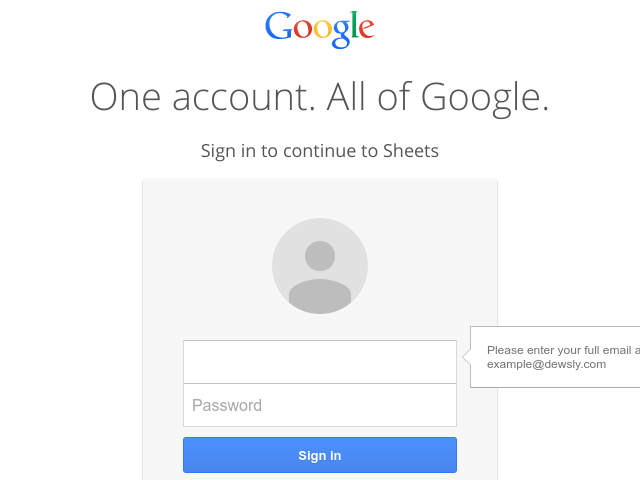 Google
One account. All of Google.
Sign in to continue to Sheets
Please enter your full email a
example@dewsly.com
Password
Sign in